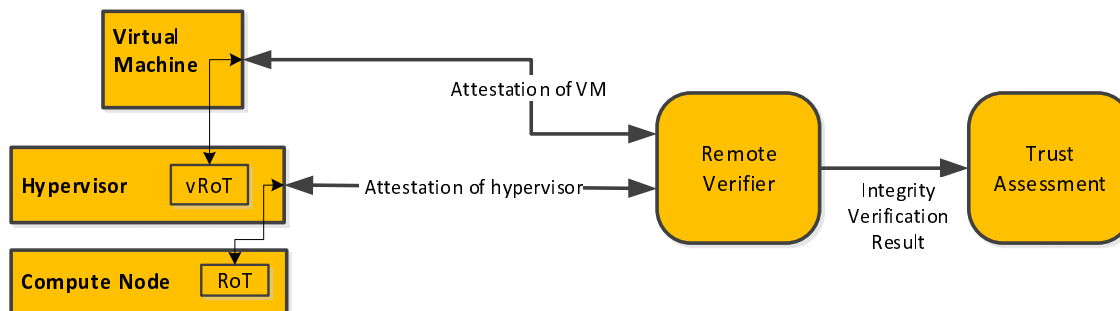 Virtual
Machine
Attestation of VM
Hypervisor
vRoT
Attestation of hypervisor
Compute Node
RoT
Remote
Verifier
Integrity
Verification
Result
Trust
Assessment